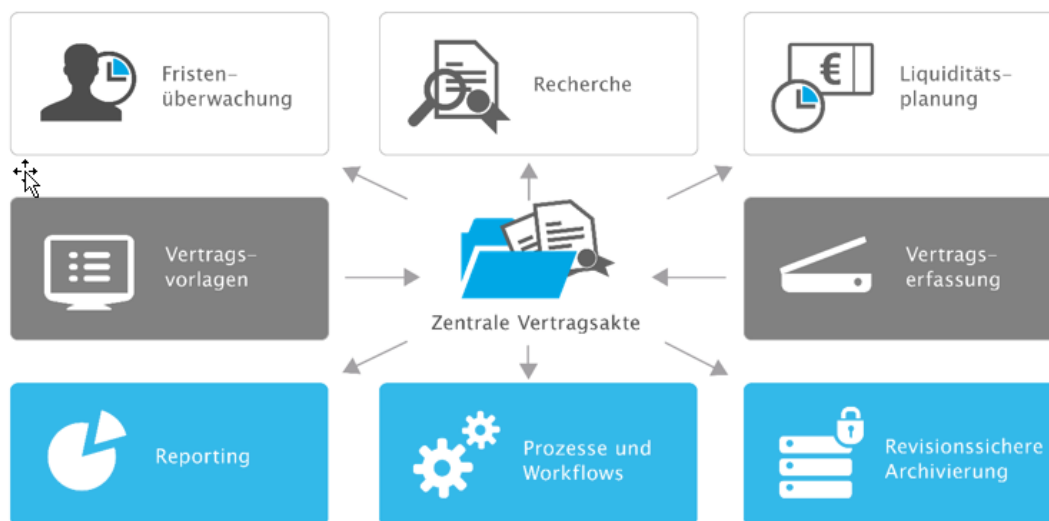 Fristen-
überwachung
Recherche
€
Liquiditäts-
planung
Vertrags-
vorlagen
Zentrale Vertragsakte
Vertrags-
erfassung
Reporting
Prozesse und
Workflows
Revisionssichere
Archivierung